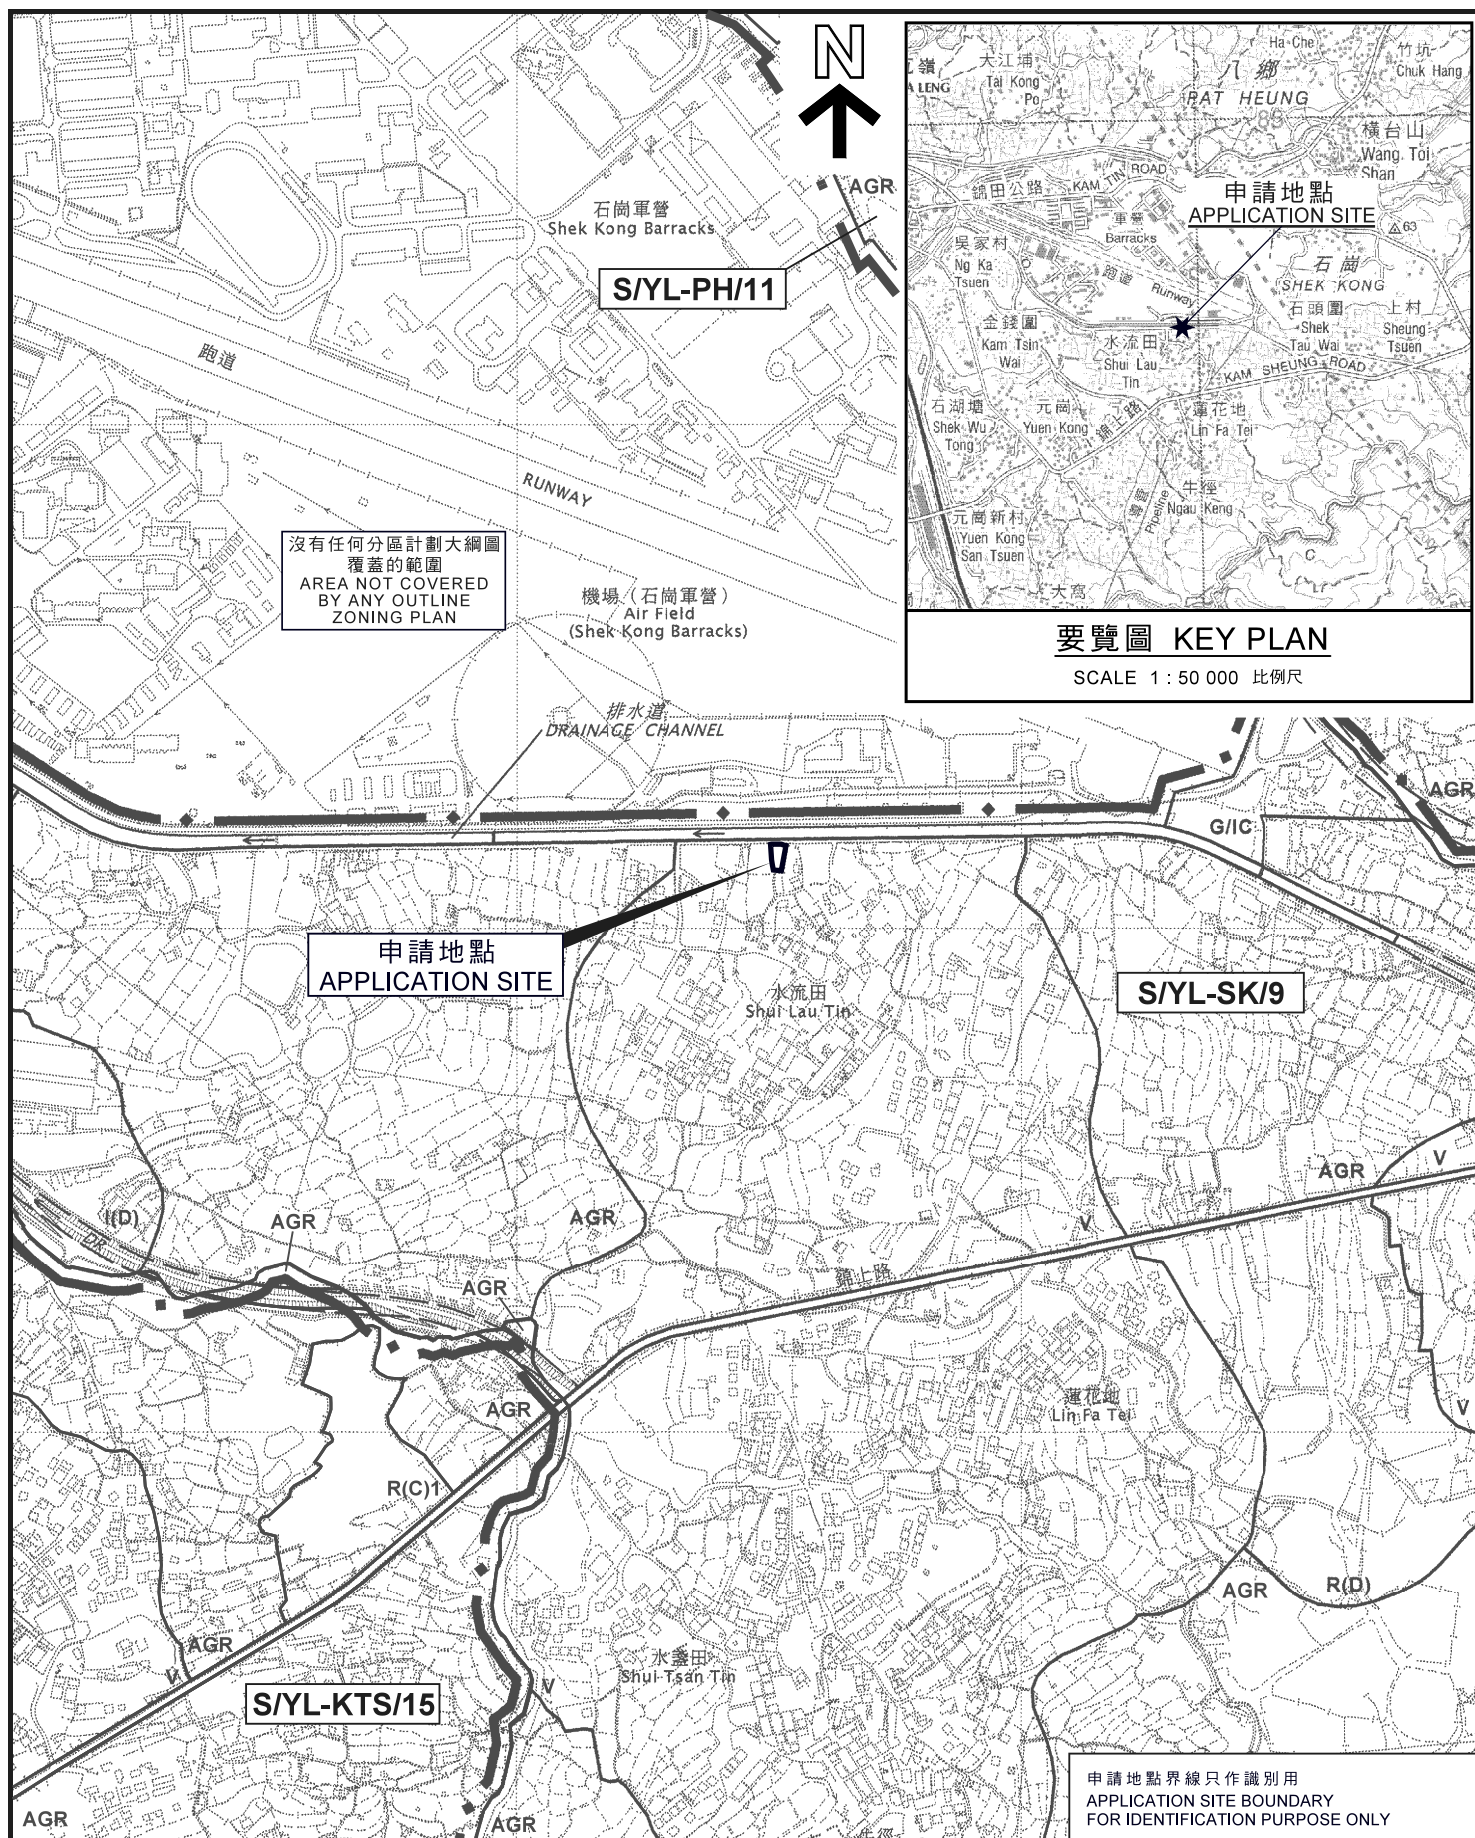 N
AGR
石崗軍營
Shek Kong Barracks
S/YL-PH/11
跑道
RUNWAY
沒有任何分區計劃大綱圖
覆蓋的範圍
AREA NOT COVERED
BY ANY OUTLINE
ZONING PLAN
機場（石崗軍營）
Air Field
(Shek Kong Barracks)
Ha Che
大江埔
Tai Kong
Po
八鄉
PAT HEUNG
竹坑
Chuk Hang
橫台山
Wang Toi
Shan
錦田公路
KAM TIN ROAD
申請地點
APPLICATION SITE
軍營
Barracks
63
吳家村
Ng Ka
Tsuen
跑道
Runway
石崗
SHEK KONG
石頭圍
Shek
Tau Wai
上村
Sheung
Tsuen
金錢圍
Kam Tsin
Wai
水流田
Shui Lau
Tin
KAM SHEUNG ROAD
石湖塘
Shek Wu
Tong
元崗
Yuen Kong
錦上路
蓮花地
Lin Fa Tei
牛徑
Ngau Keng
Pipeline
元崗新村
Yuen Kong
San Tsuen
大窩
要覽圖 KEY PLAN
SCALE 1 : 50 000 比例尺
排水道
DRAINAGE CHANNEL
AGR
G/IC
申請地點
APPLICATION SITE
水流田
Shui Lau Tin
S/YL-SK/9
I(D)
AGR
AGR
AGR
V
V
AGR
錦上路
蓮花地
Lin Fa Tei
V
AGR
R(C)1
AGR
R(D)
AGR
V
水盞田
Shui Tsan Tin
V
S/YL-KTS/15
AGR
AGR
申請地點界線只作識別用
APPLICATION SITE BOUNDARY
FOR IDENTIFICATION PURPOSE ONLY